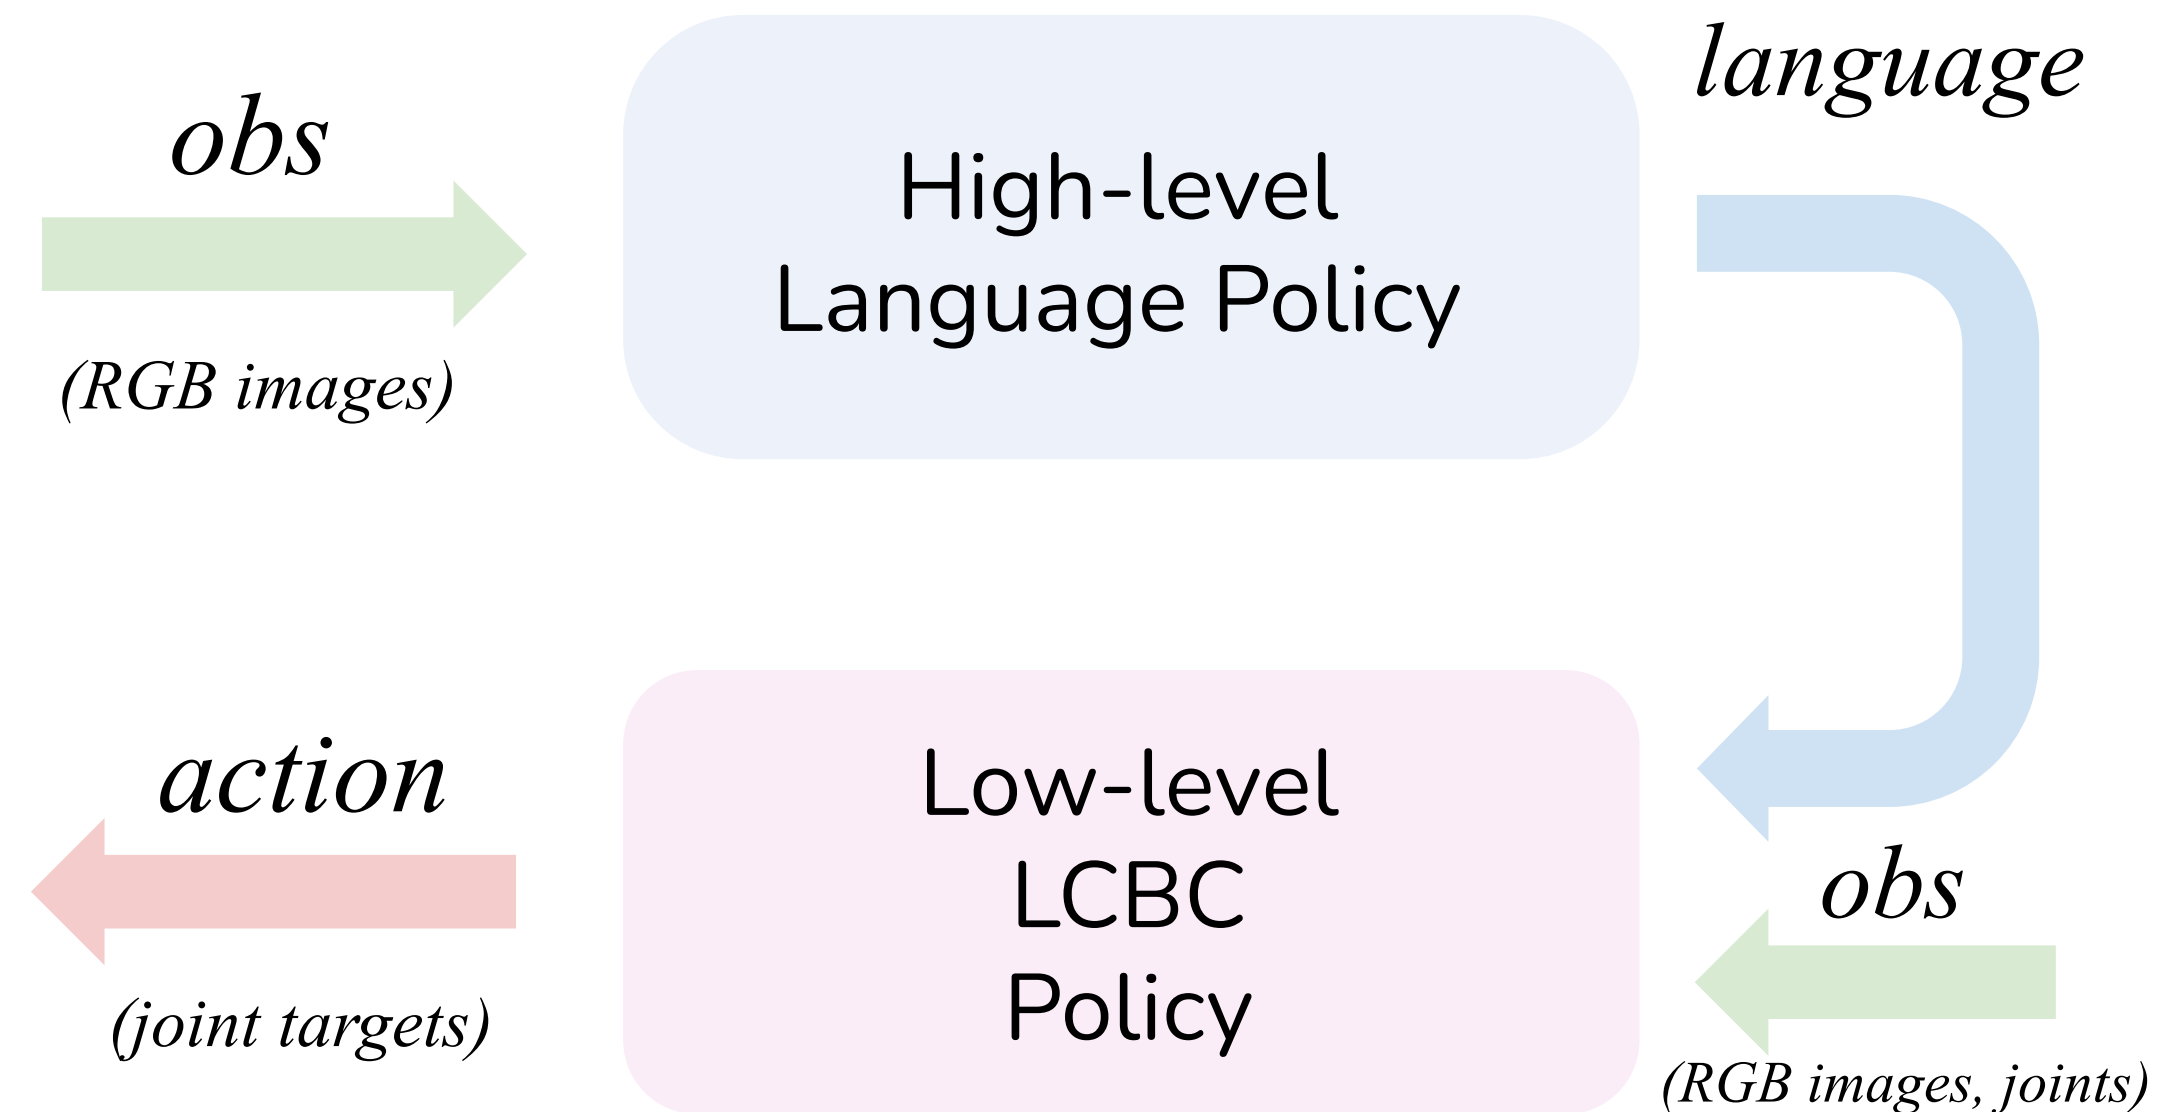 obs
(RGB images)
High-level
Language Policy
language
action
(joint targets)
Low-level
LCBC
Policy
obs
(RGB images, joints)